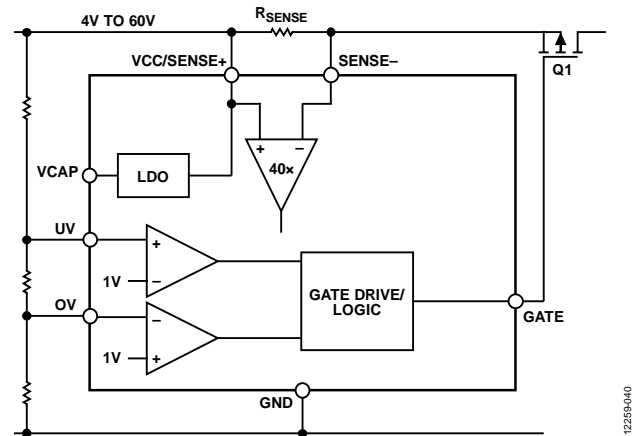 4V TO 60V
RSENSE
VCC/SENSE+
SENSE–
Q1
+
–
40×
VCAP
LDO
UV
+
1V
–
GATE DRIVE/
LOGIC
OV
–
1V
+
GATE
GND
12259-040